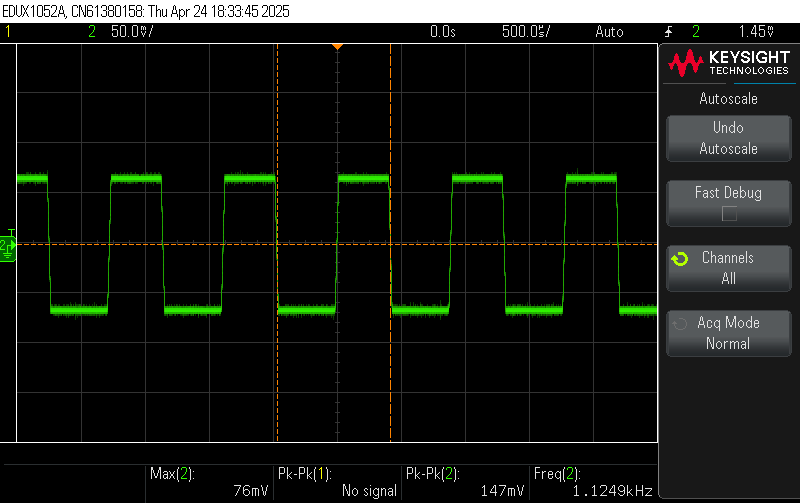 EDUX1052A, CN61380158: Thu Apr 24 18:33:45 2025
1 2 50.0V/ 0.0s 500.0us/ Auto 2 1.45V
KEYSIGHT
TECHNOLOGIES
Autoscale
Undo
Autoscale
Fast Debug
Channels
All
Acq Mode
Normal
T
2
Max(2): Pk-Pk(1): Pk-Pk(2): Freq(2):
76mV No signal 147mV 1.1249kHz